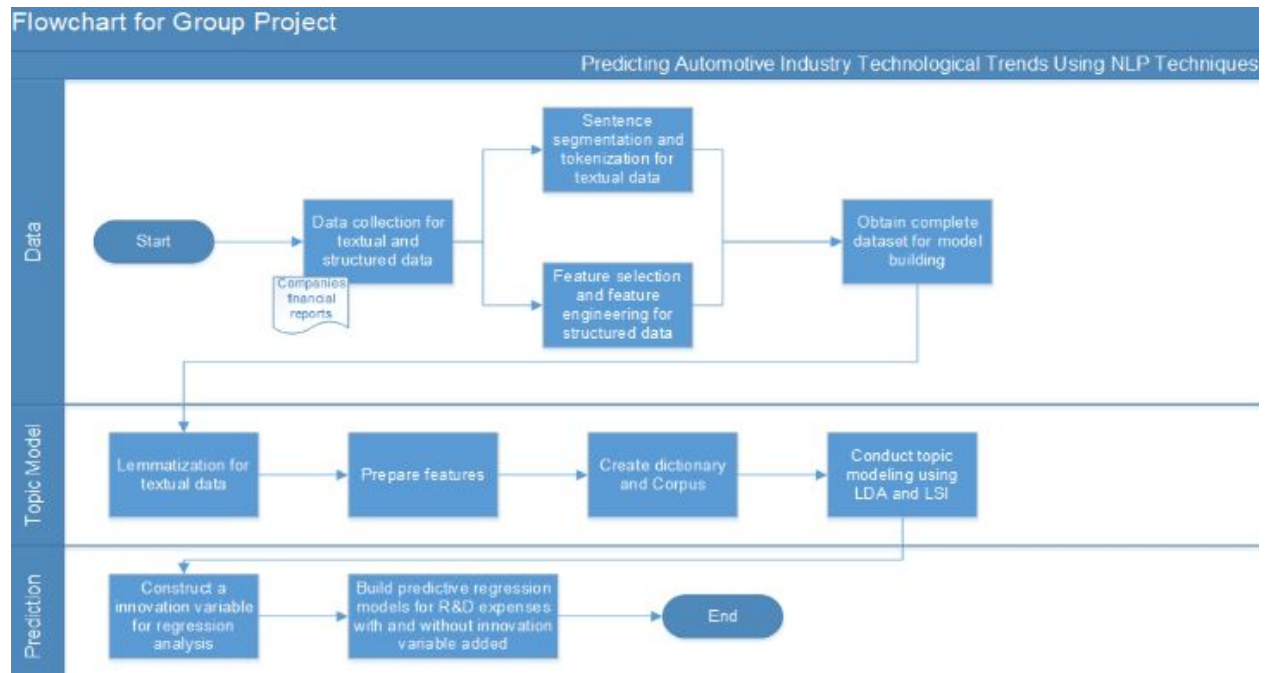 Flowchart for Group Project
Predicting Automotive Industry Technological Trends Using NLP Techniques
Data
Start
Data collection for
textual and
structured data
Companies
financial
reports
Sentence
segmentation and
tokenization for
textual data
Feature selection
and feature
engineering for
structured data
Obtain complete
dataset for model
building
Topic Model
Lemmatization for
textual data
Prepare features
Create dictionary
and Corpus
Conduct topic
modeling using
LDA and LSI
Prediction
Construct a
innovation variable
for regression
analysis
Build predictive regression
models for R&D expenses
with and without innovation
variable added
End